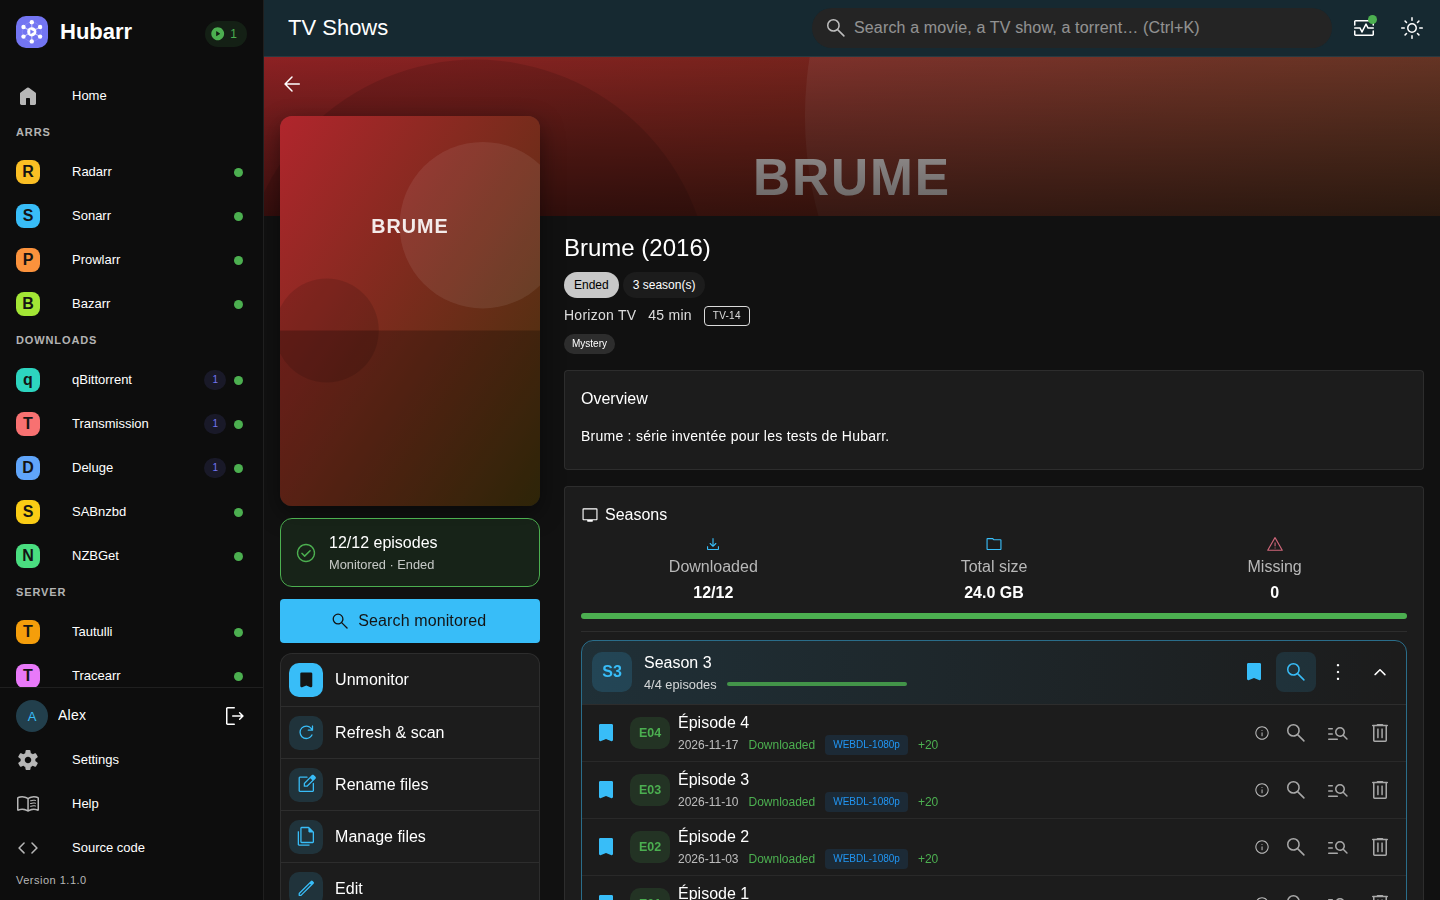 Hubarr
1
Home
ARRS
R Radarr
S Sonarr
P Prowlarr
B Bazarr
DOWNLOADS
q qBittorrent 1
T Transmission 1
D Deluge 1
S SABnzbd
N NZBGet
SERVER
T Tautulli
T Tracearr
A Alex
Settings
Help
Source code
Version 1.1.0
TV Shows
Search a movie, a TV show, a torrent… (Ctrl+K)
BRUME
BRUME
12/12 episodes
Monitored · Ended
Search monitored
Unmonitor
Refresh & scan
Rename files
Manage files
Edit
Brume (2016)
Ended 3 season(s)
Horizon TV 45 min TV-14
Mystery
Overview
Brume : série inventée pour les tests de Hubarr.
Seasons
Downloaded Total size Missing
12/12 24.0 GB 0
S3 Season 3
4/4 episodes
E04 Épisode 4
2026-11-17 Downloaded WEBDL-1080p +20
E03 Épisode 3
2026-11-10 Downloaded WEBDL-1080p +20
E02 Épisode 2
2026-11-03 Downloaded WEBDL-1080p +20
Épisode 1